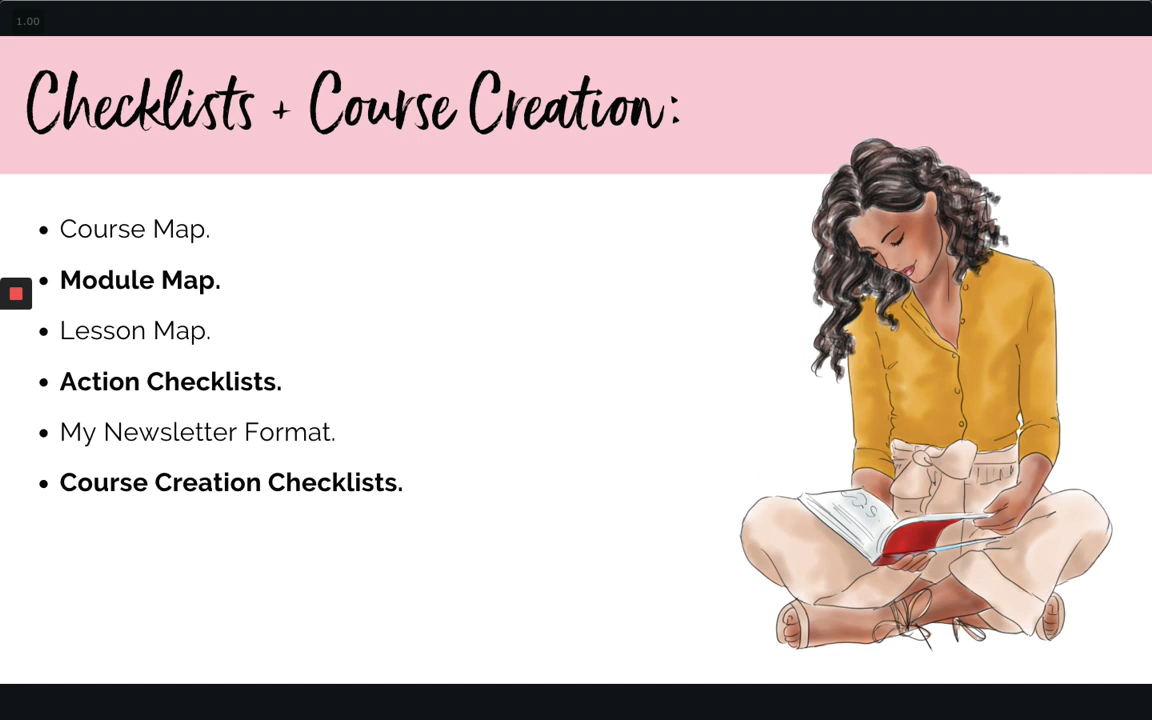 1.00
Checklists + Course Creation:
• Course Map.
• Module Map.
• Lesson Map.
• Action Checklists.
• My Newsletter Format.
• Course Creation Checklists.